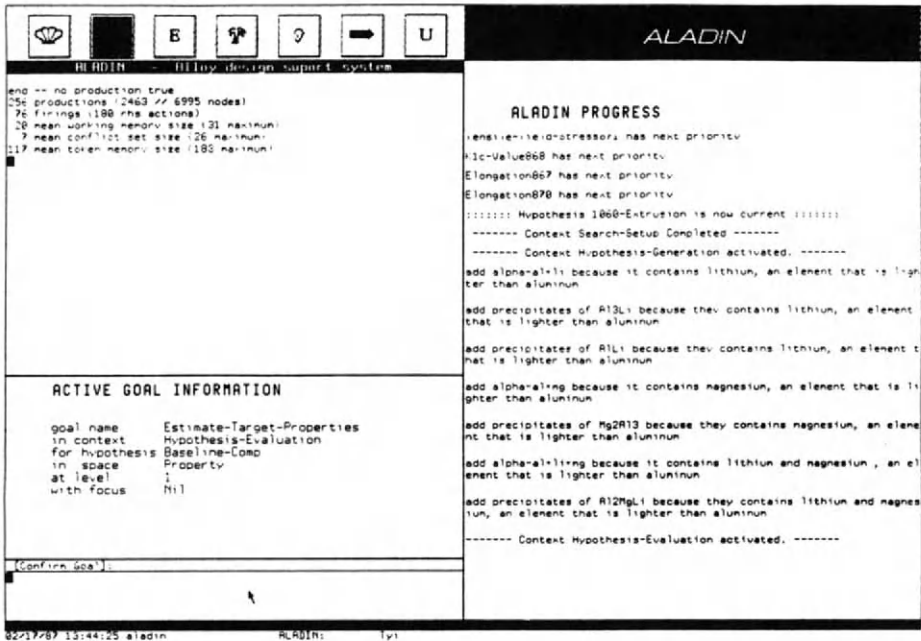 E
U
ALADIN - Alloy design suport system
end -- no production true
256 productions (2463 // 6995 nodes)
76 firings (180 rhs actions)
20 mean working memory size (31 maximum)
7 mean conflict set size (26 maximum)
117 mean token memory size (183 maximum)
ACTIVE GOAL INFORMATION
goal name Estimate-Target-Properties
in context Hypothesis-Evaluation
for hypothesis Baseline-Comp
in space Property
at level 1
with focus Nil
[Confirm Goal]:
02/17/87 13:44:25 aladin ALADIN: Tyi
ALADIN
ALADIN PROGRESS
has next priority
K1c-Value868 has next priority
Elongation867 has next priority
Elongation870 has next priority
::::::: Hypothesis 1060-Extrusion is now current :::::::
------- Context Search-Setup Completed -------
------- Context Hypothesis-Generation activated. -------
add alpha-al-li because it contains lithium, an element that is ligh
ter than aluminum
add precipitates of Al3Li because they contains lithium, an element
that is lighter than aluminum
add precipitates of AlLi because they contains lithium, an element t
hat is lighter than aluminum
add alpha-al-mg because it contains magnesium, an element that is li
ghter than aluminum
add precipitates of Mg2Al3 because they contains magnesium, an eleme
nt that is lighter than aluminum
add alpha-al-li-mg because it contains lithium and magnesium , an el
ement that is lighter than aluminum
add precipitates of Al2MgLi because they contains lithium and magnes
ium, an element that is lighter than aluminum
------- Context Hypothesis-Evaluation activated. -------